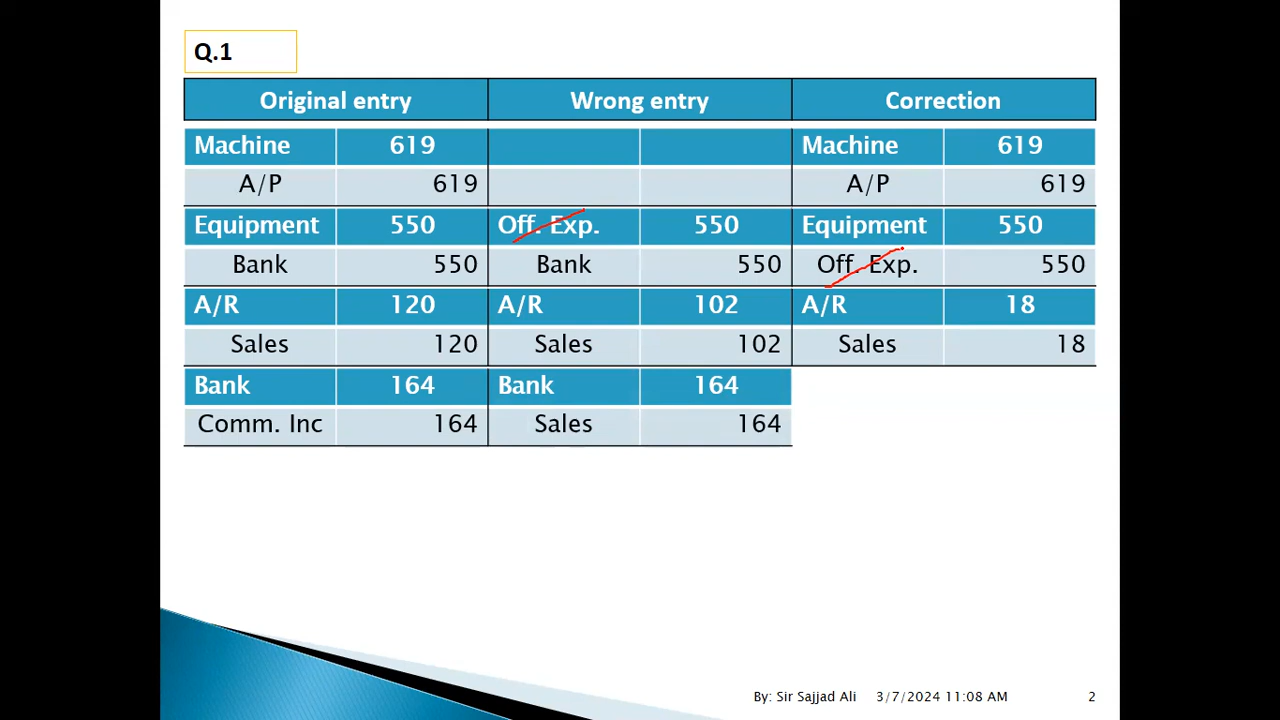 Q.1
Original entry Wrong entry Correction
Machine 619 Machine 619
A/P 619 A/P 619
Equipment 550 Off. Exp. 550 Equipment 550
Bank 550 Bank 550 Off. Exp. 550
A/R 120 A/R 102 A/R 18
Sales 120 Sales 102 Sales 18
Bank 164 Bank 164
Comm. Inc 164 Sales 164
By: Sir Sajjad Ali 3/7/2024 11:08 AM 2